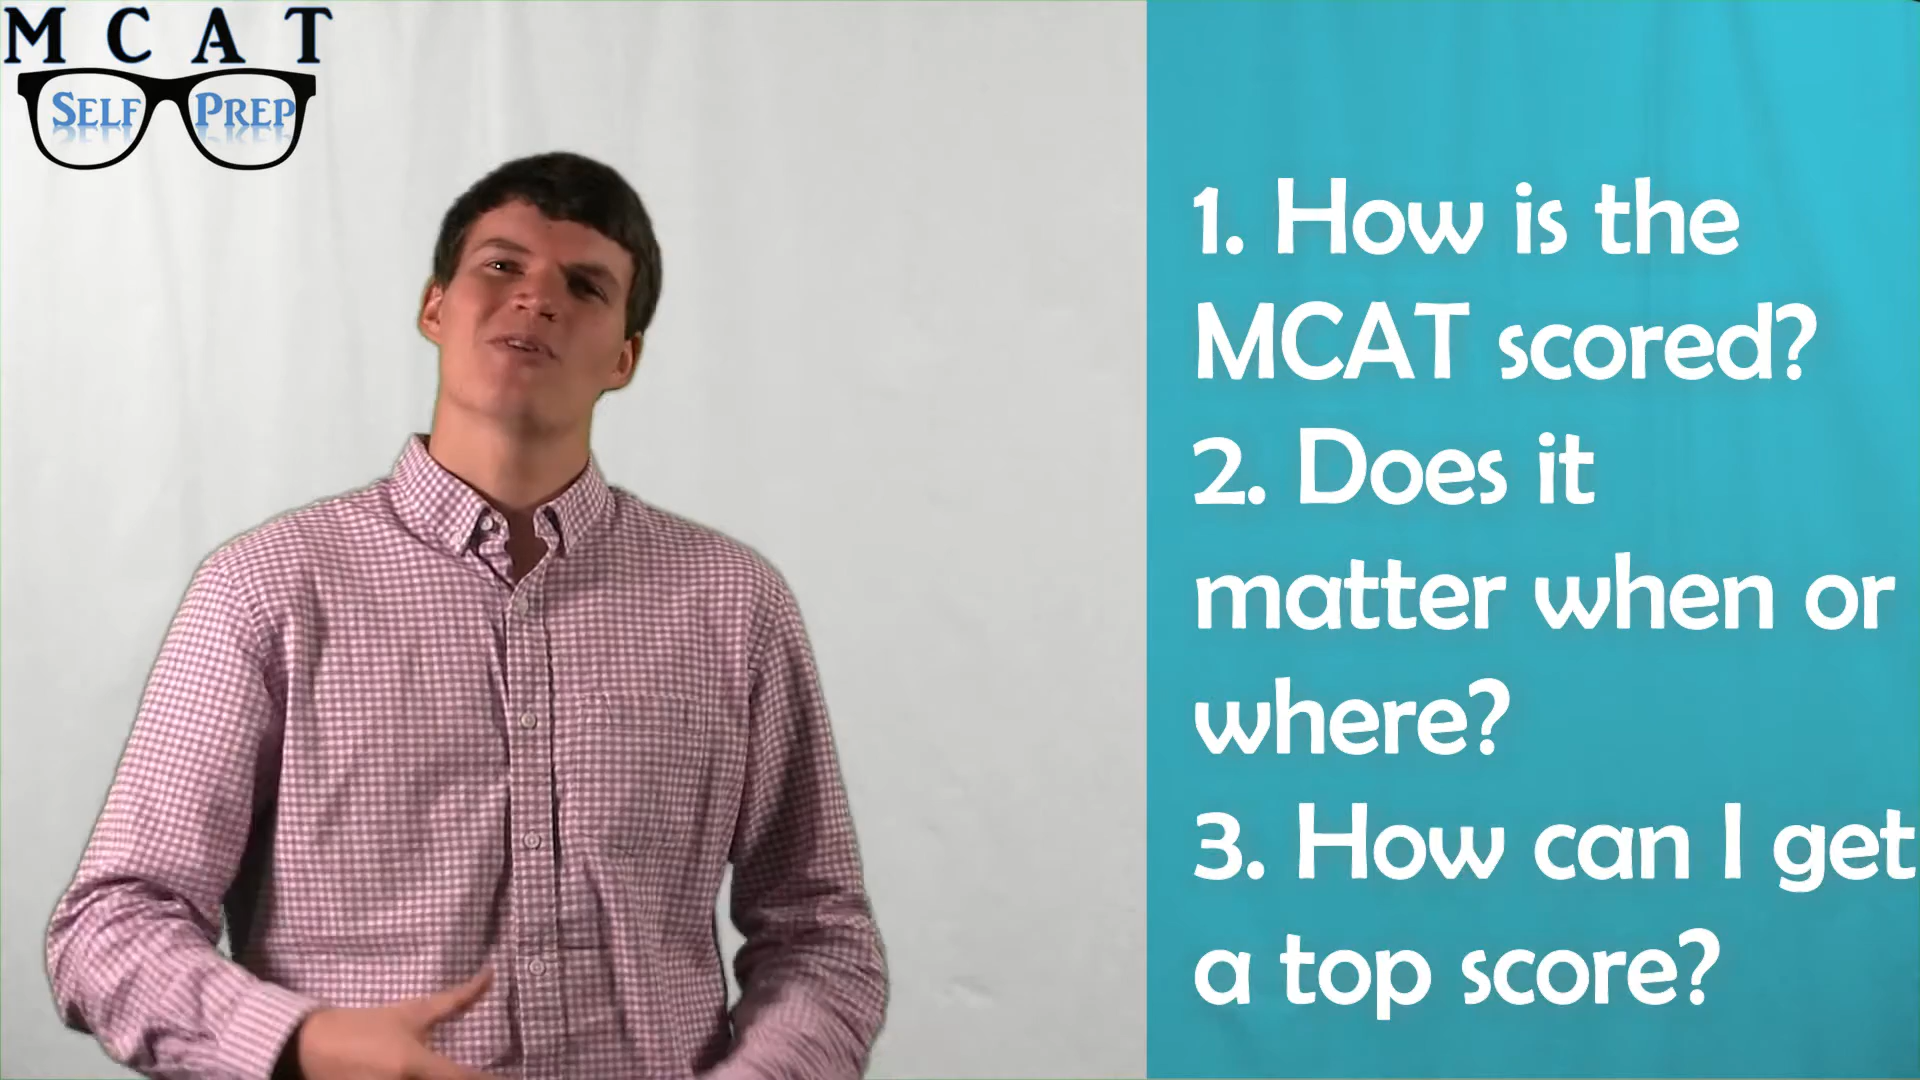 MCAT
SELF PREP
1. How is the
MCAT scored?
2. Does it
matter when or
where?
3. How can I get
a top score?